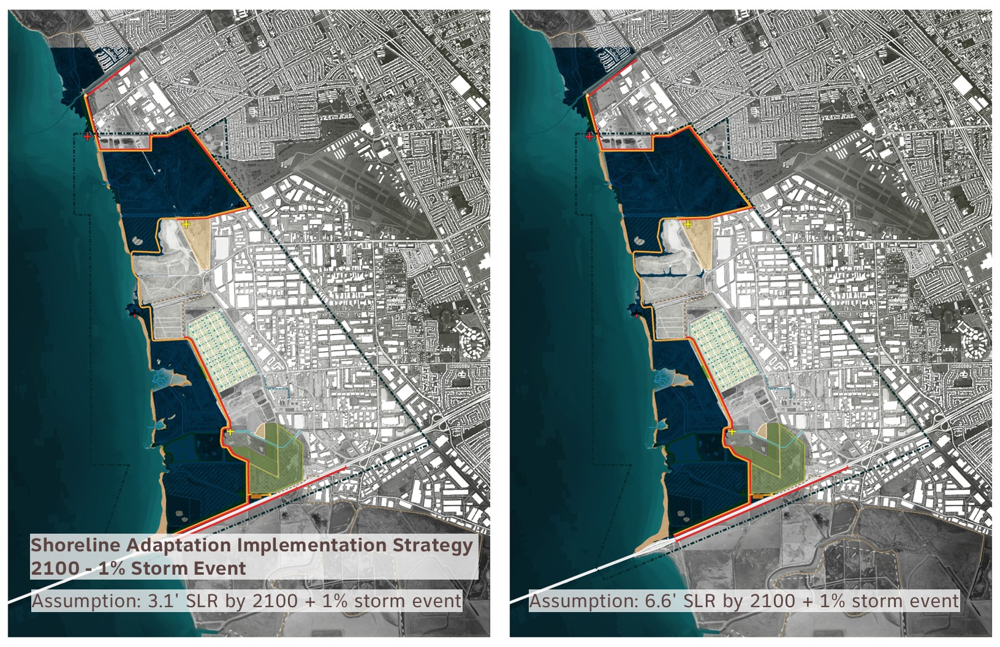 Shoreline Adaptation Implementation Strategy
2100 - 1% Storm Event
Assumption: 3.1' SLR by 2100 + 1% storm event
Assumption: 6.6' SLR by 2100 + 1% storm event